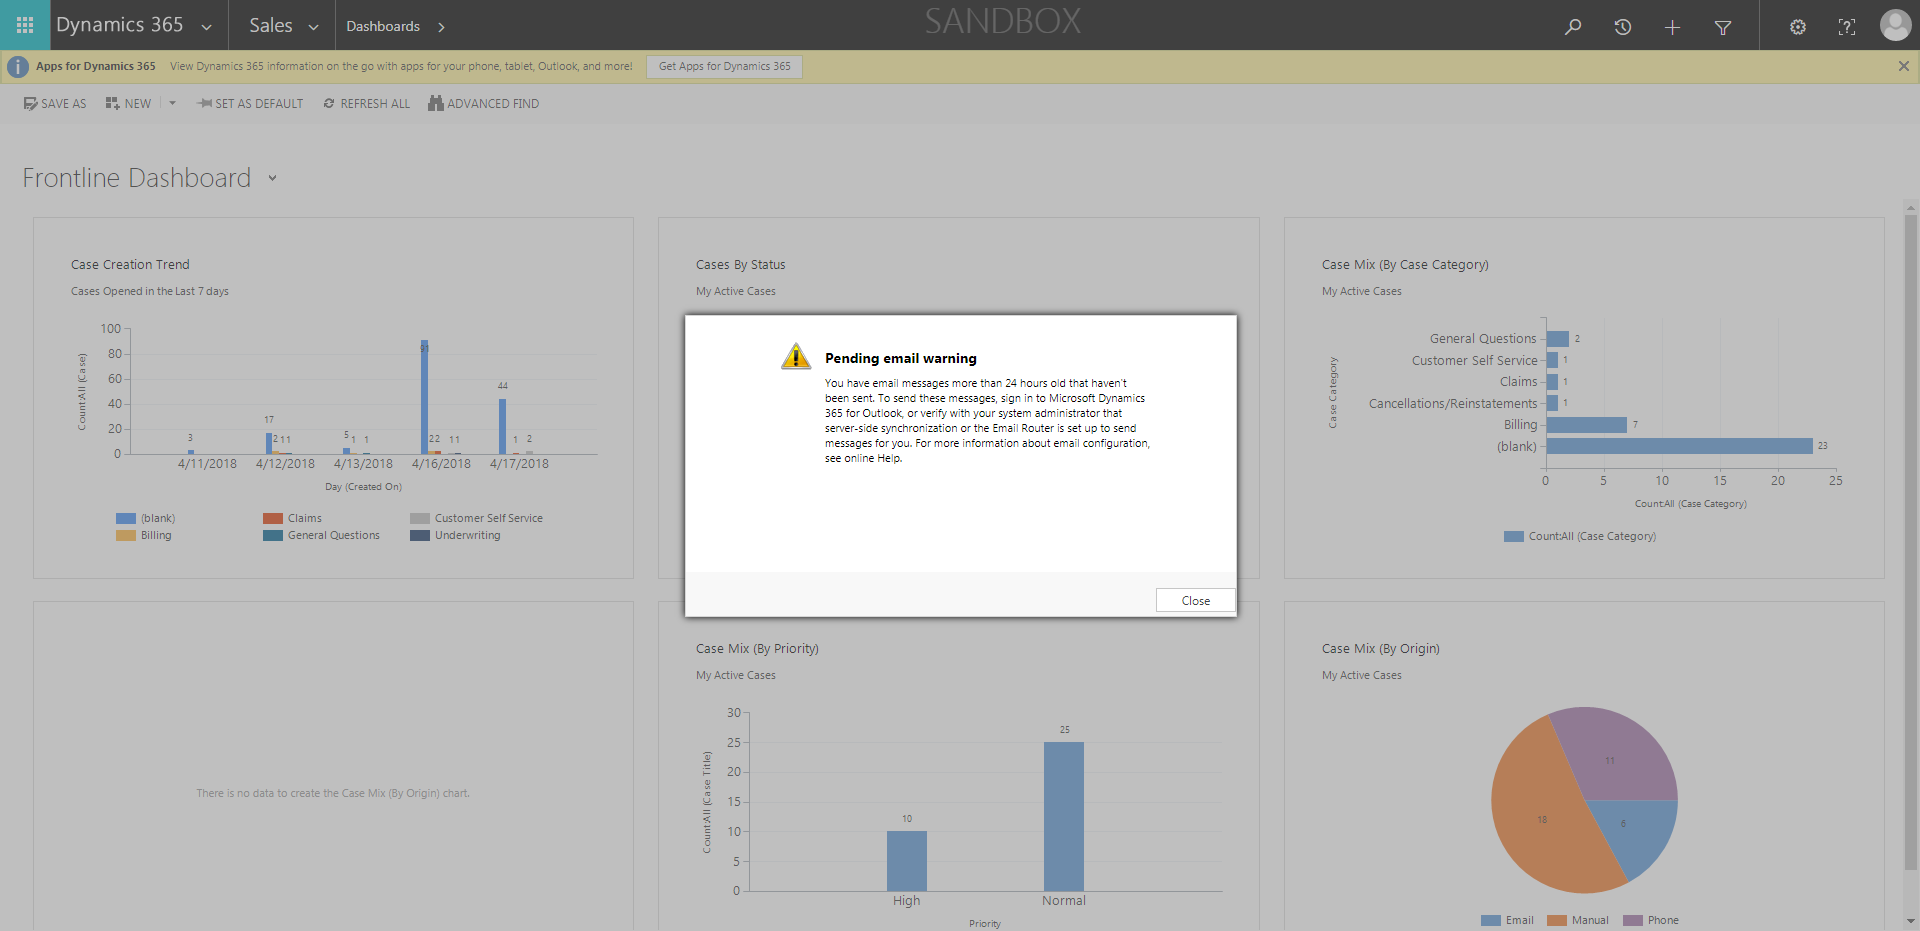 Dynamics 365
Sales
Dashboards
SANDBOX
Apps for Dynamics 365 View Dynamics 365 information on the go with apps for your phone, tablet, Outlook, and more! Get Apps for Dynamics 365
SAVE AS NEW SET AS DEFAULT REFRESH ALL ADVANCED FIND
Frontline Dashboard
Case Creation Trend
Cases Opened in the Last 7 days
Count:All (Case)
100
80
60
40
20
0
3
17
2 1 1
5 1 1
91
2 2 1 1
44
1 2
4/11/2018 4/12/2018 4/13/2018 4/16/2018 4/17/2018
Day (Created On)
(blank) Claims Customer Self Service
Billing General Questions Underwriting
Cases By Status
My Active Cases
Pending email warning
You have email messages more than 24 hours old that haven't
been sent. To send these messages, sign in to Microsoft Dynamics
365 for Outlook, or verify with your system administrator that
server-side synchronization or the Email Router is set up to send
messages for you. For more information about email configuration,
see online Help.
Close
Case Mix (By Case Category)
My Active Cases
Case Category
General Questions 2
Customer Self Service 1
Claims 1
Cancellations/Reinstatements 1
Billing 7
(blank) 23
0 5 10 15 20 25
Count:All (Case Category)
Count:All (Case Category)
There is no data to create the Case Mix (By Origin) chart.
Case Mix (By Priority)
My Active Cases
Count:All (Case Title)
30
25
20
15
10
5
0
10
25
High Normal
Priority
Case Mix (By Origin)
My Active Cases
11
18
6
Email Manual Phone